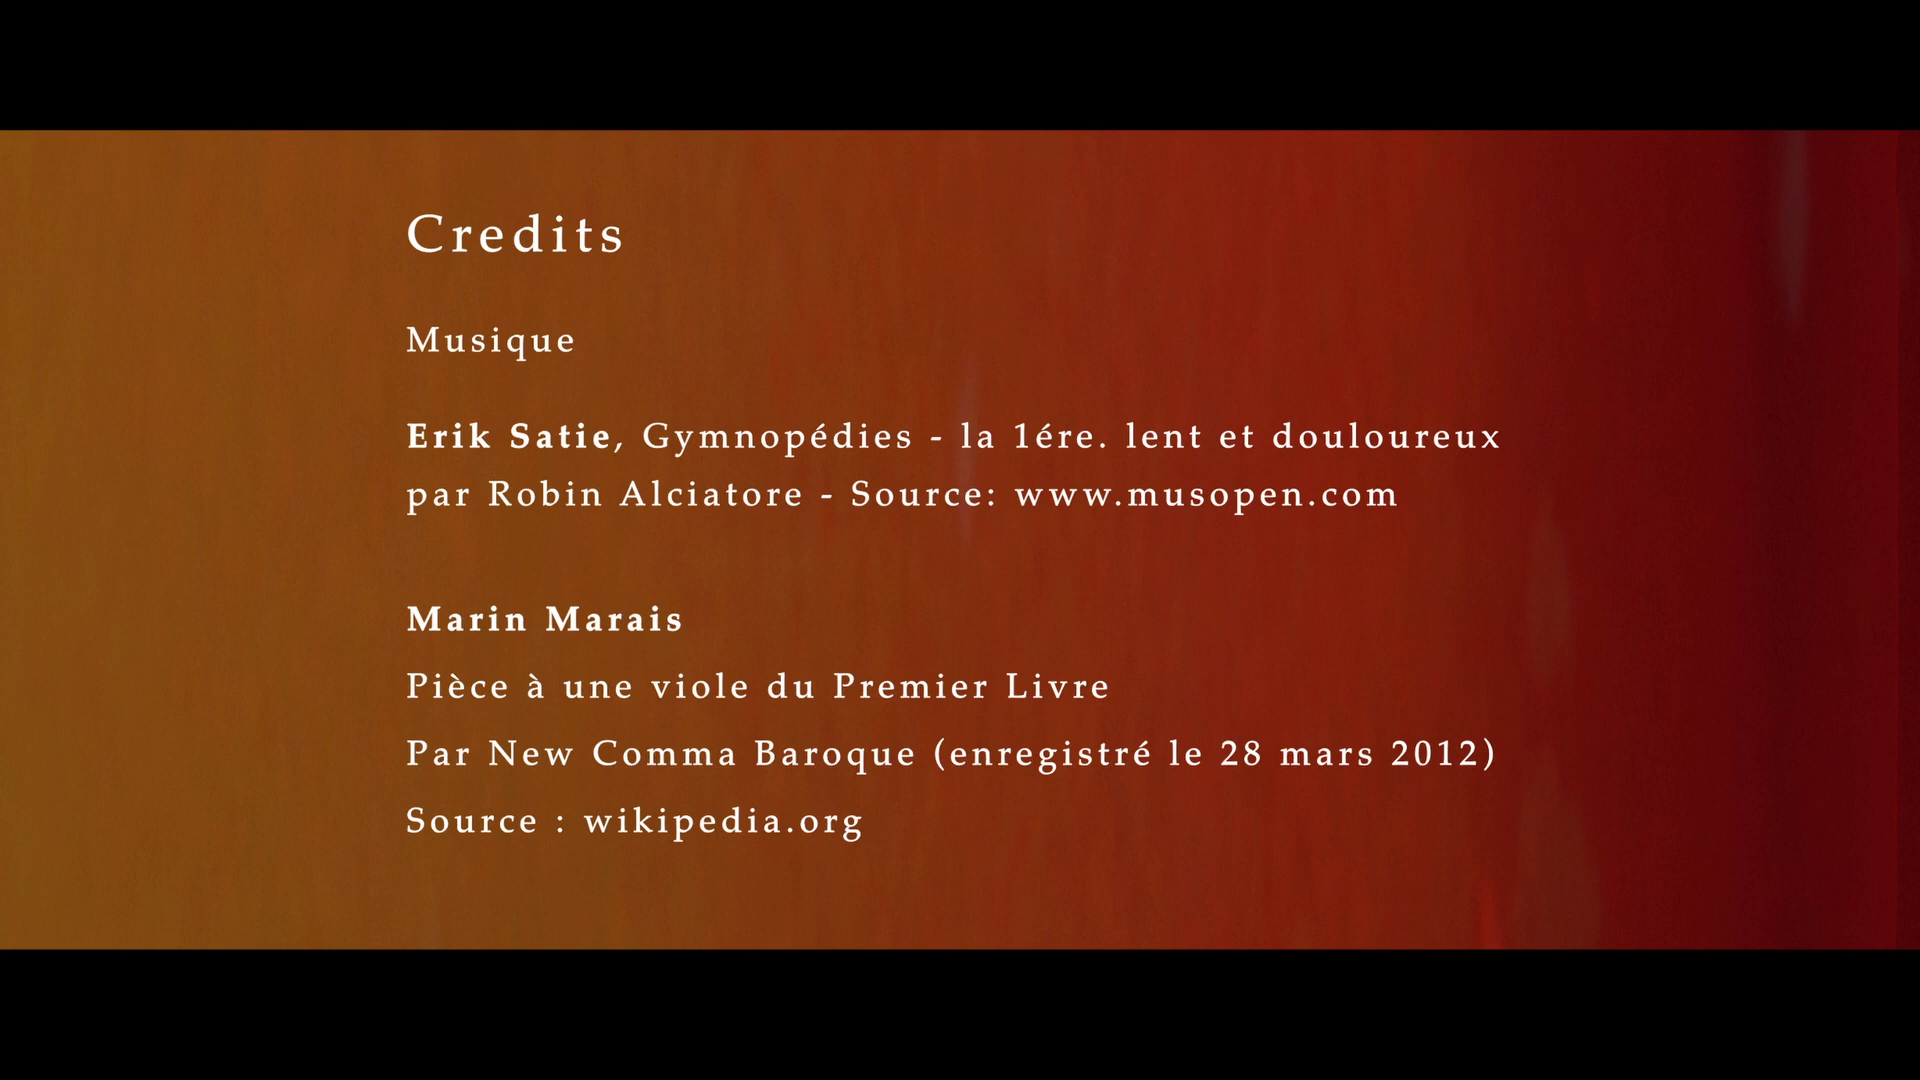 Credits
Musique
Erik Satie, Gymnopédies - la 1ére. lent et douloureux
par Robin Alciatore - Source: www.musopen.com
Marin Marais
Pièce à une viole du Premier Livre
Par New Comma Baroque (enregistré le 28 mars 2012)
Source : wikipedia.org